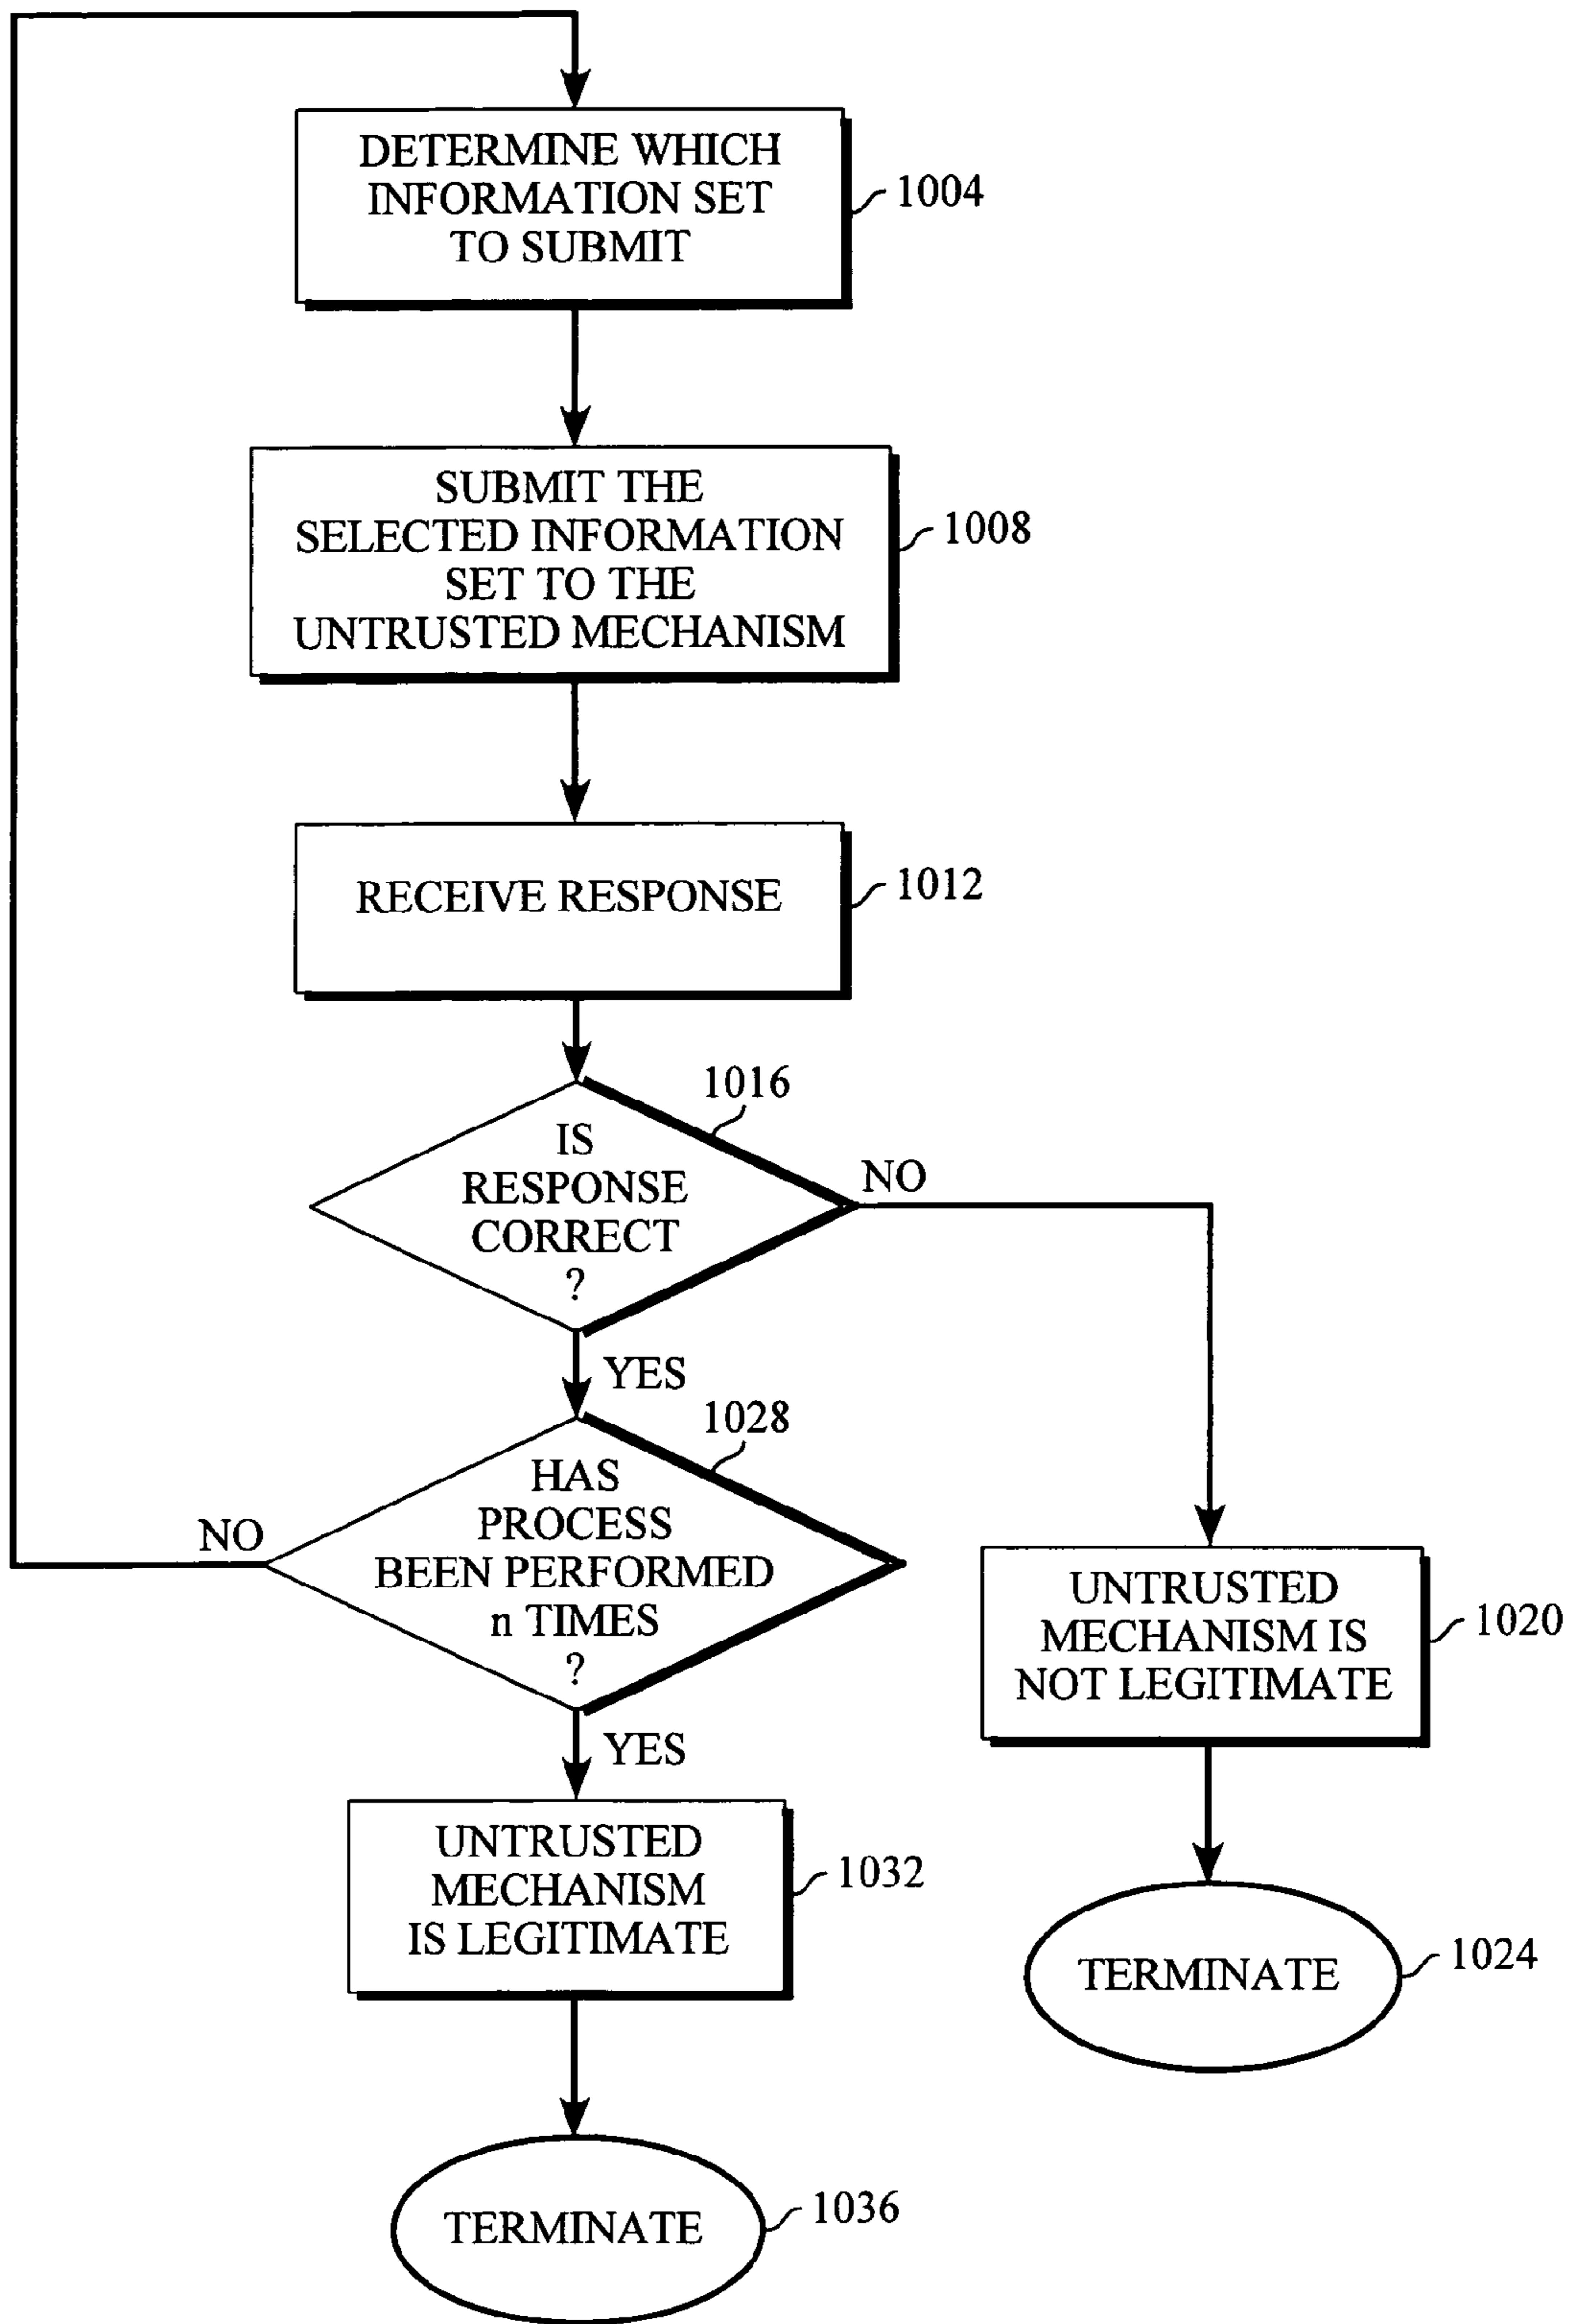 DETERMINE WHICH
INFORMATION SET
TO SUBMIT
1004
SUBMIT THE
SELECTED INFORMATION
SET TO THE
UNTRUSTED MECHANISM
1008
RECEIVE RESPONSE
1012
1016
IS
RESPONSE
CORRECT
?
NO
YES
1028
HAS
PROCESS
BEEN PERFORMED
n TIMES
?
NO
YES
UNTRUSTED
MECHANISM IS
NOT LEGITIMATE
1020
UNTRUSTED
MECHANISM
IS LEGITIMATE
1032
TERMINATE
1024
TERMINATE
1036